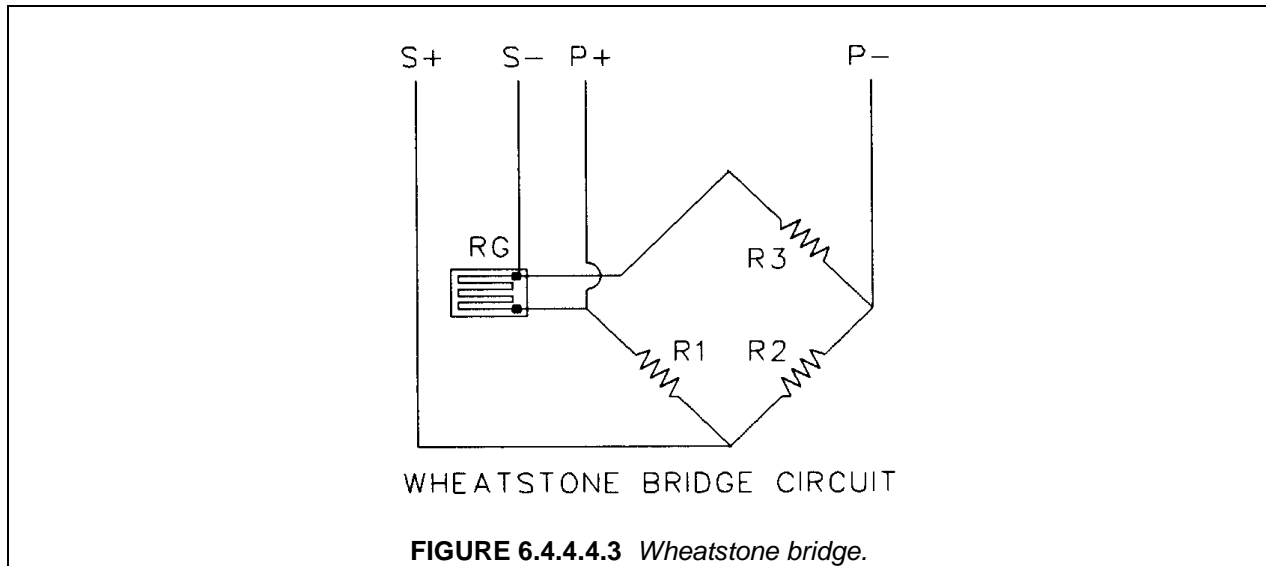 S+ S- P+ P-
RG
R3
R1 R2
WHEATSTONE BRIDGE CIRCUIT
FIGURE 6.4.4.4.3 Wheatstone bridge.